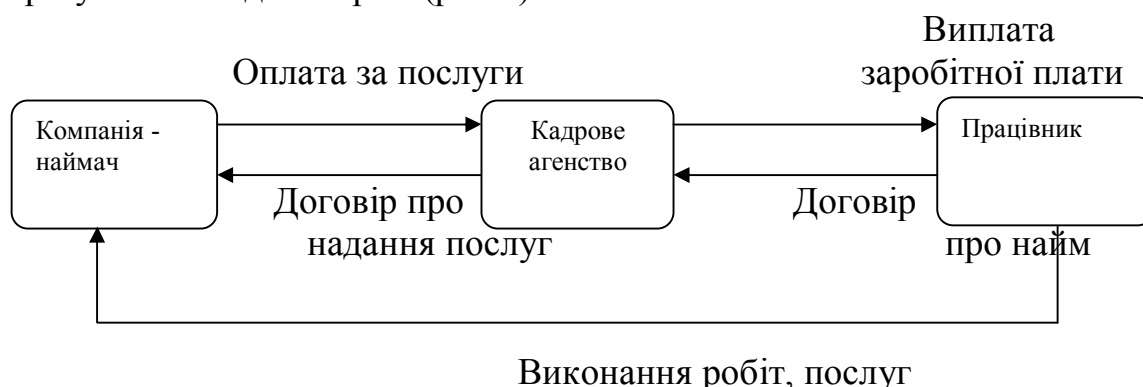 Виплата
Оплата за послуги
заробітної плати
Компанія -
наймач
Кадрове
агенство
Працівник
Договір про
надання послуг
Договір
про найм
Виконання робіт, послуг